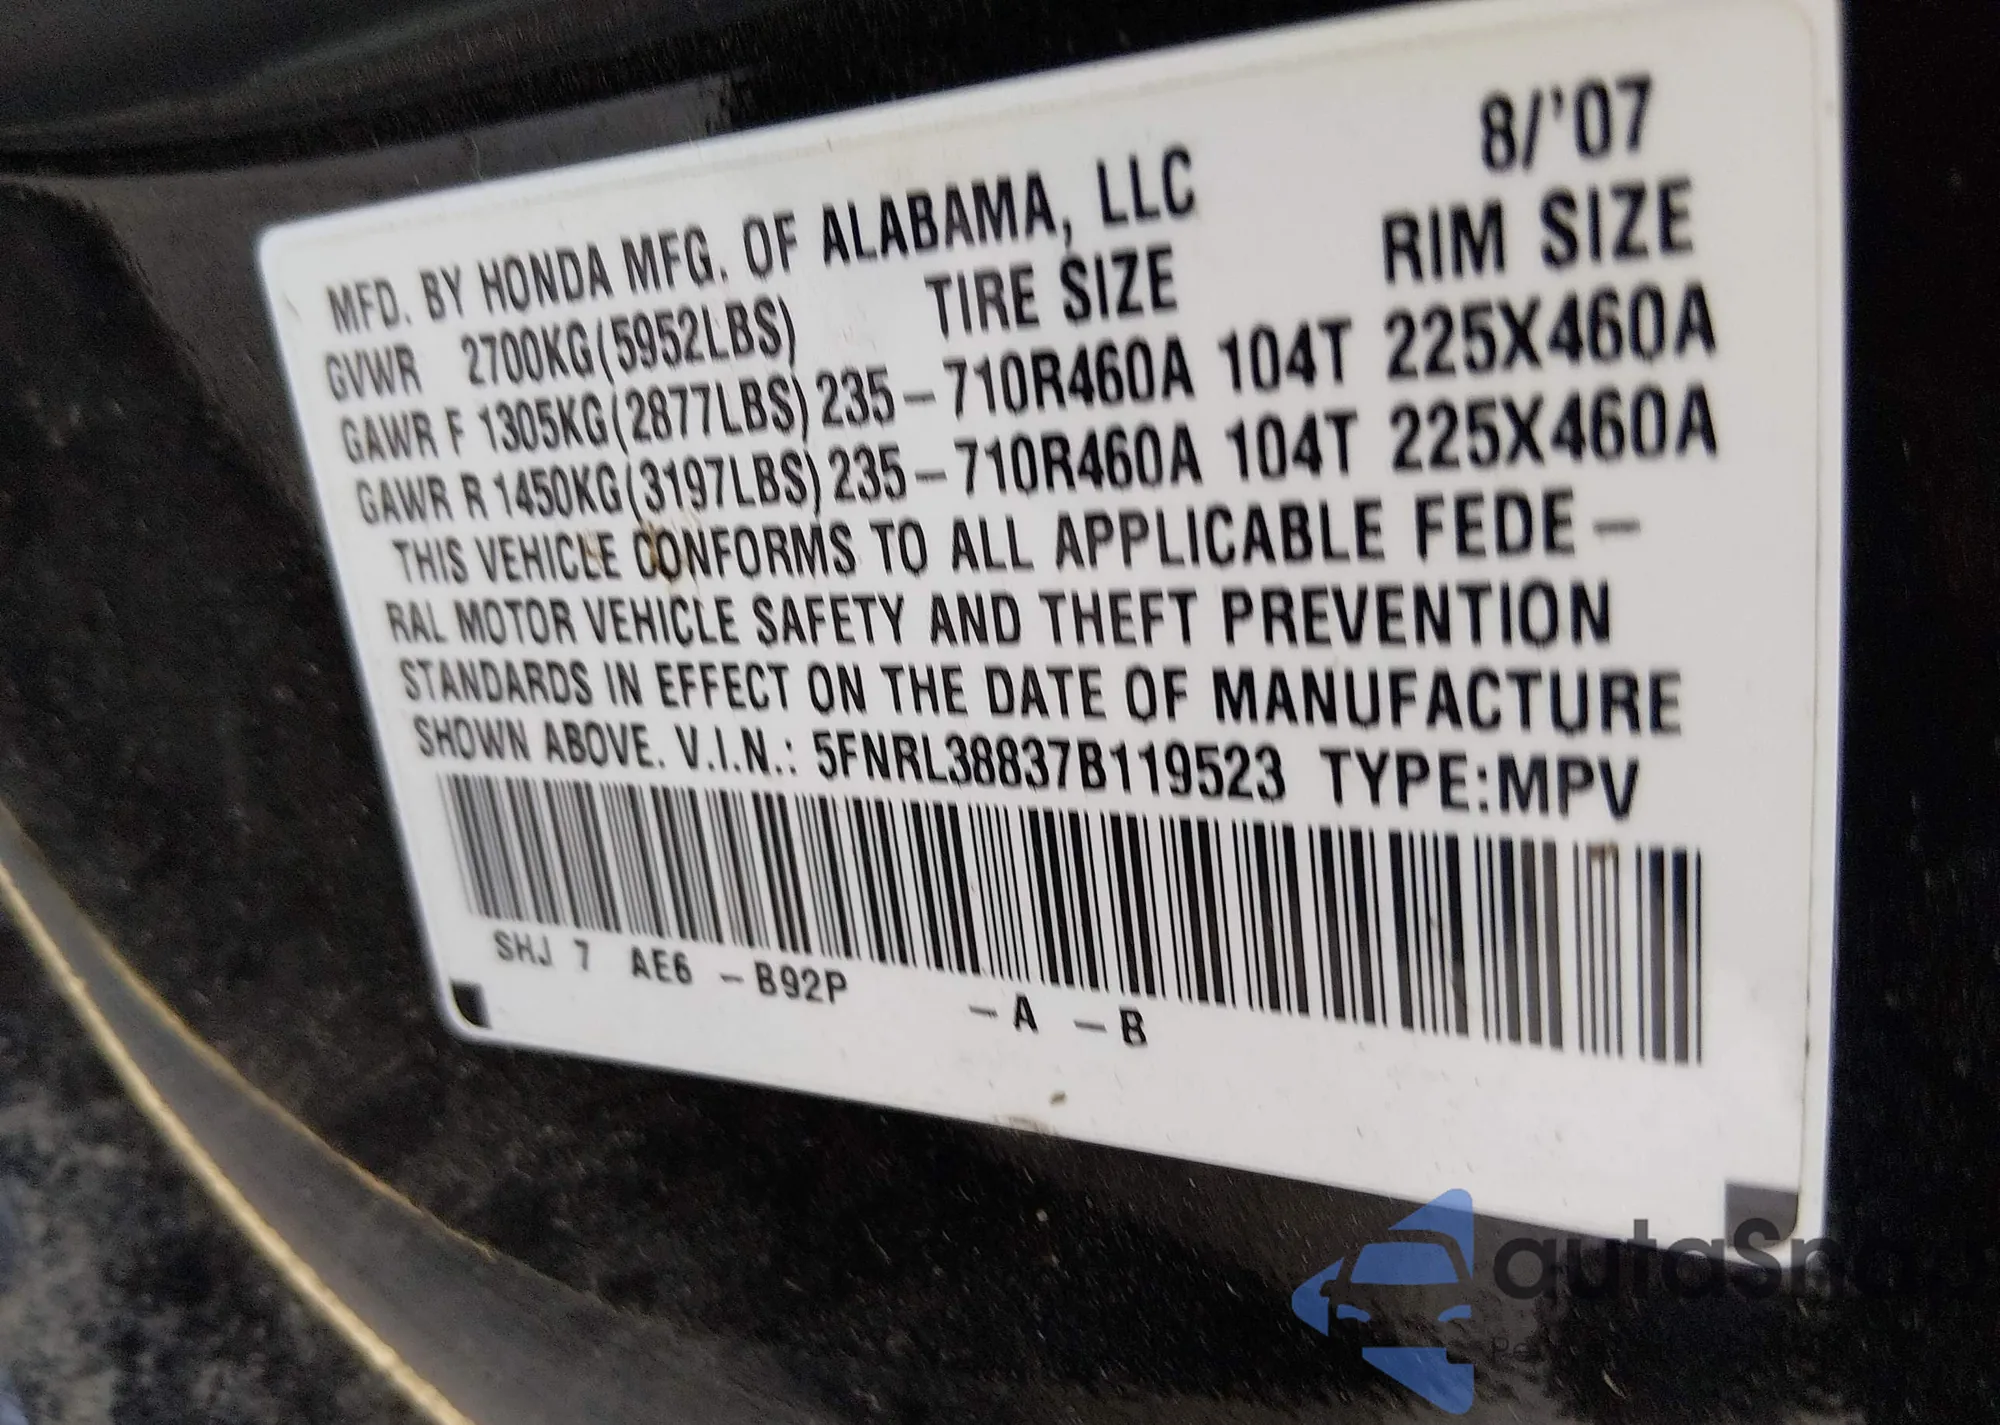 8/'07
MFD. BY HONDA MFG. OF ALABAMA, LLC
TIRE SIZE RIM SIZE
GVWR 2700KG(5952LBS)
GAWR F 1305KG(2877LBS) 235-710R460A 104T 225X460A
GAWR R 1450KG(3197LBS) 235-710R460A 104T 225X460A
THIS VEHICLE CONFORMS TO ALL APPLICABLE FEDE-
RAL MOTOR VEHICLE SAFETY AND THEFT PREVENTION
STANDARDS IN EFFECT ON THE DATE OF MANUFACTURE
SHOWN ABOVE. V.I.N.: 5FNRL38837B119523 TYPE:MPV
SHJ 7 AE6 -B92P -A -B